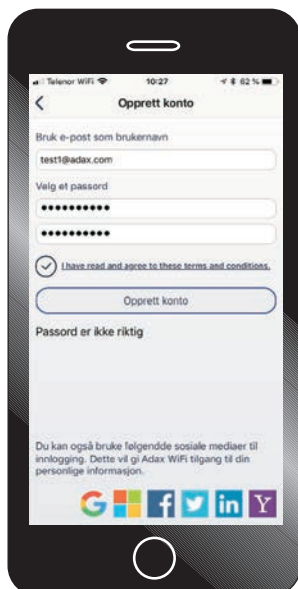 Telenor WiFi 10:27 62 %
Opprett konto
Bruk e-post som brukernavn
test1@adax.com
Velg et passord
••••••••••
••••••••••
I have read and agree to these terms and conditions.
Opprett konto
Passord er ikke riktig
Du kan også bruke følgendde sosiale mediaer til
innlogging. Dette vil gi Adax WiFi tilgang til din
personlige informasjon.
G f in Y